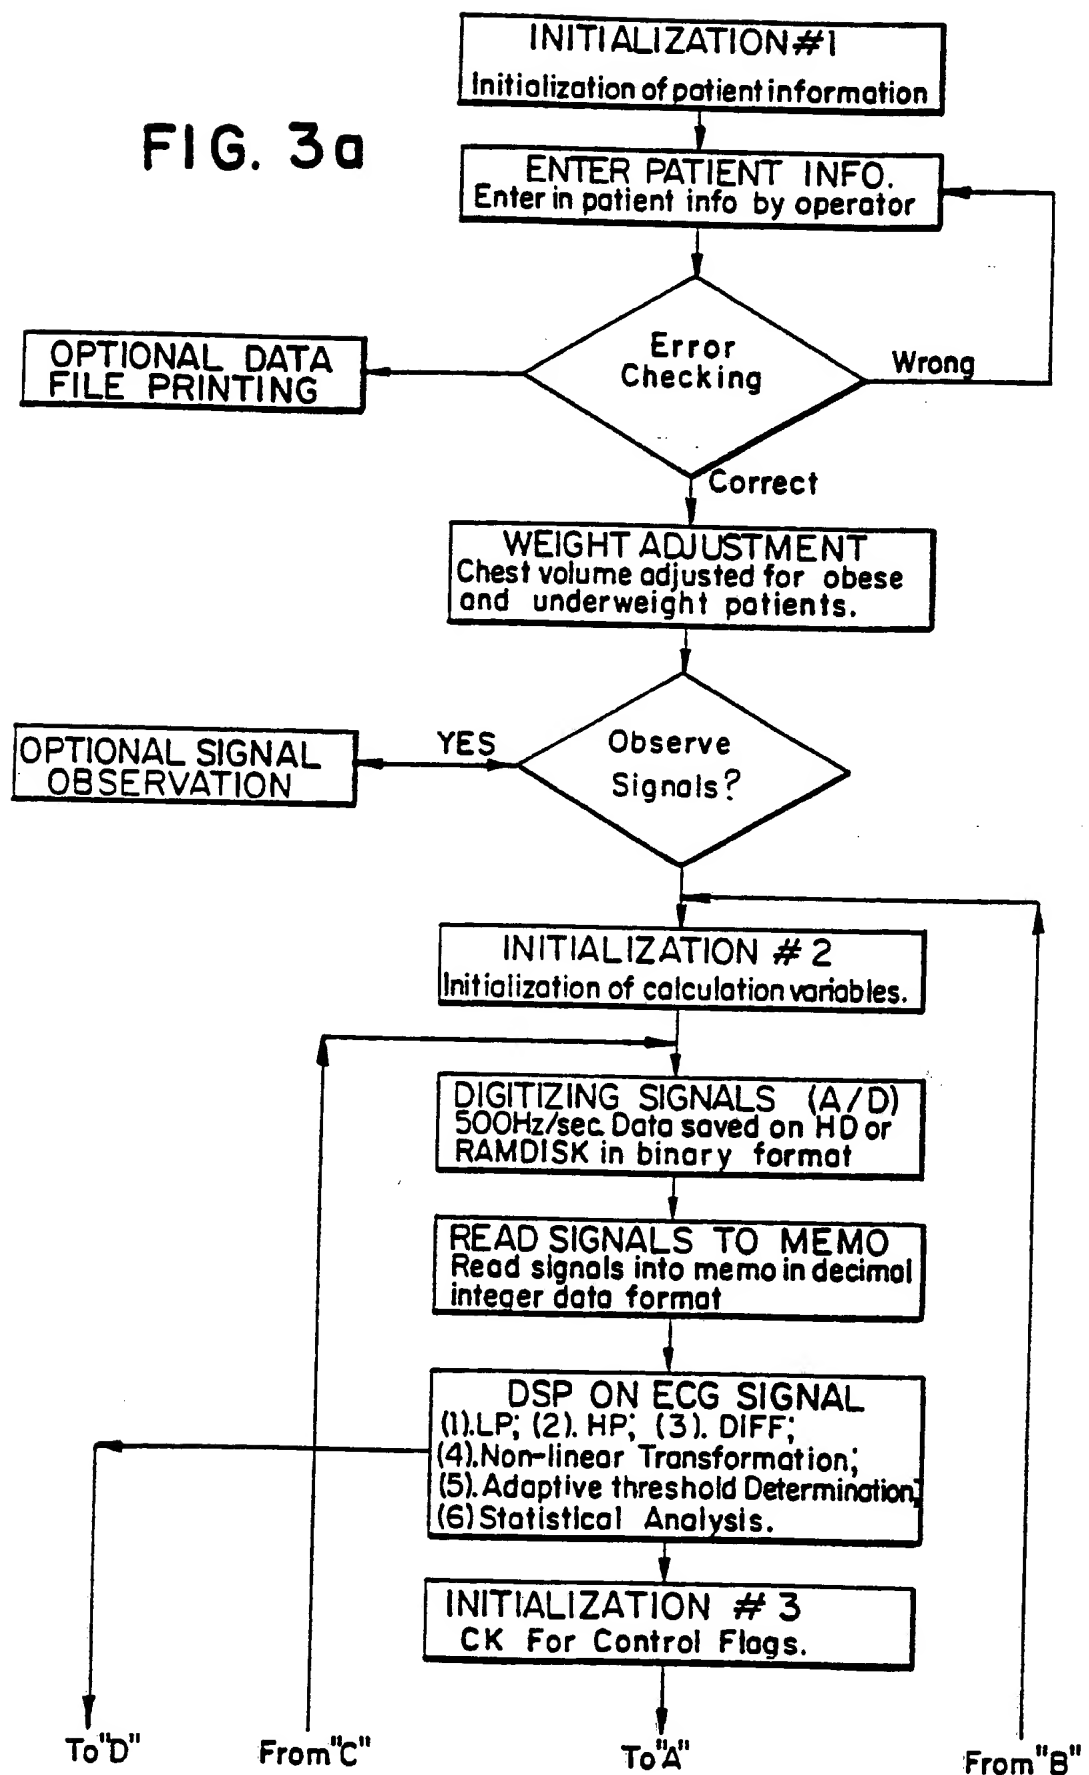 INITIALIZATION #1
Initialization of patient information
FIG. 3a
ENTER PATIENT INFO.
Enter in patient info by operator
Error
Checking
Wrong
OPTIONAL DATA
FILE PRINTING
Correct
WEIGHT ADJUSTMENT
Chest volume adjusted for obese
and underweight patients.
YES
Observe
Signals?
OPTIONAL SIGNAL
OBSERVATION
INITIALIZATION #2
Initialization of calculation variables.
DIGITIZING SIGNALS (A/D)
500Hz/sec. Data saved on HD or
RAMDISK in binary format
READ SIGNALS TO MEMO
Read signals into memo in decimal
integer data format
DSP ON ECG SIGNAL
(1).LP; (2). HP; (3). DIFF;
(4).Non-linear Transformation;
(5).Adaptive threshold Determination;
(6) Statistical Analysis.
INITIALIZATION #3
CK For Control Flags.
To "D"
From "C"
To "A"
From "B"